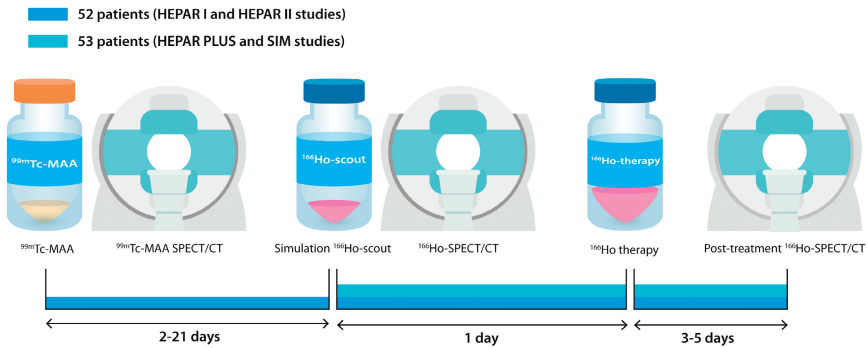 52 patients (HEPAR I and HEPAR II studies)
53 patients (HEPAR PLUS and SIM studies)
⁹⁹ᵐTc-MAA
¹⁶⁶Ho-scout
¹⁶⁶Ho-therapy
⁹⁹ᵐTc-MAA
⁹⁹ᵐTc-MAA SPECT/CT
Simulation ¹⁶⁶Ho-scout
¹⁶⁶Ho-SPECT/CT
¹⁶⁶Ho therapy
Post-treatment ¹⁶⁶Ho-SPECT/CT
2-21 days
1 day
3-5 days